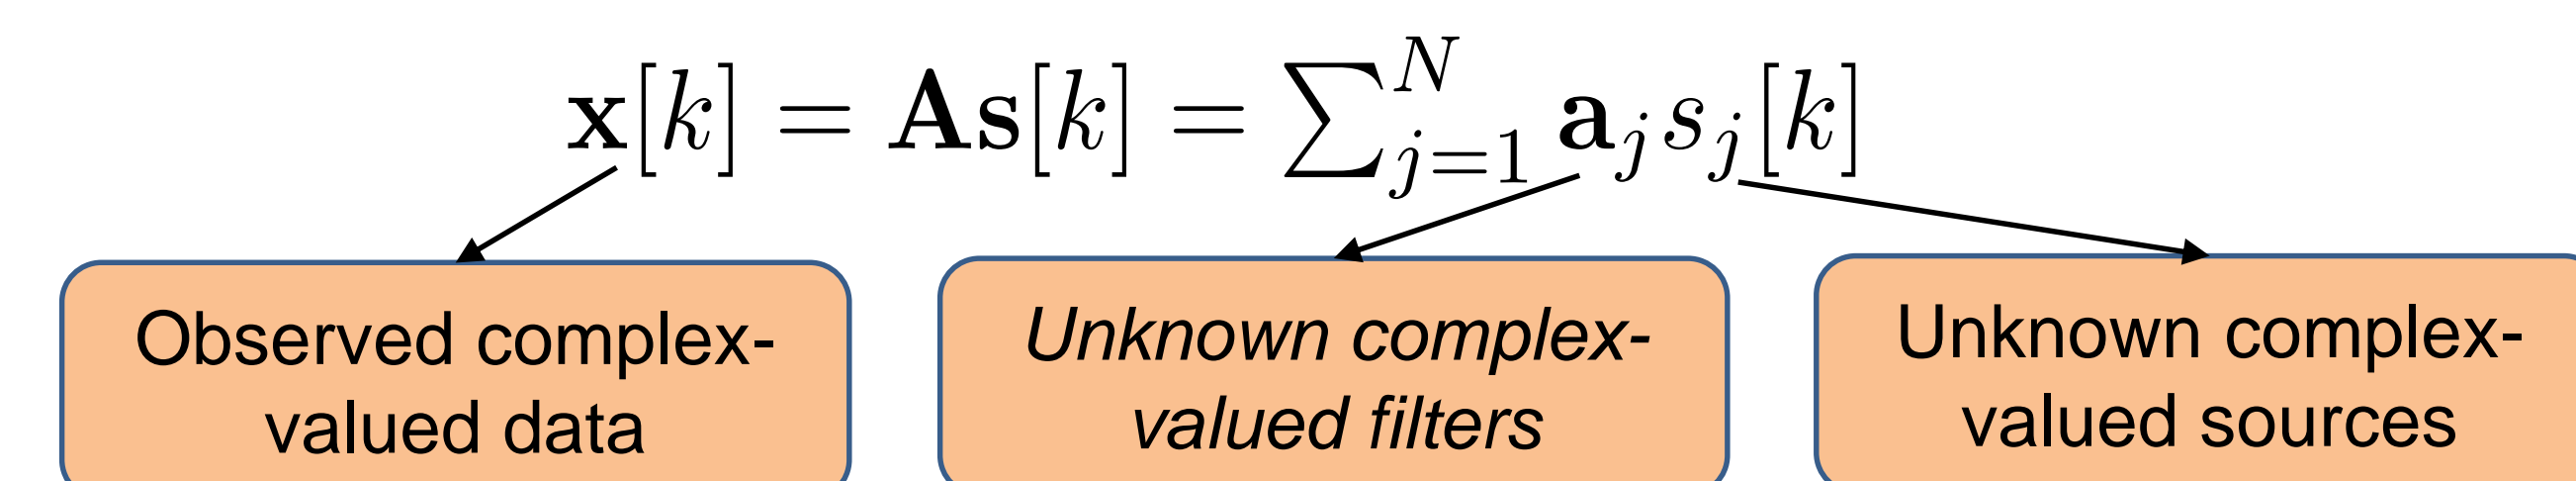 x[k] = As[k] = ∑_{j=1}^{N} a_j s_j[k]
Observed complex-
valued data
Unknown complex-
valued filters
Unknown complex-
valued sources